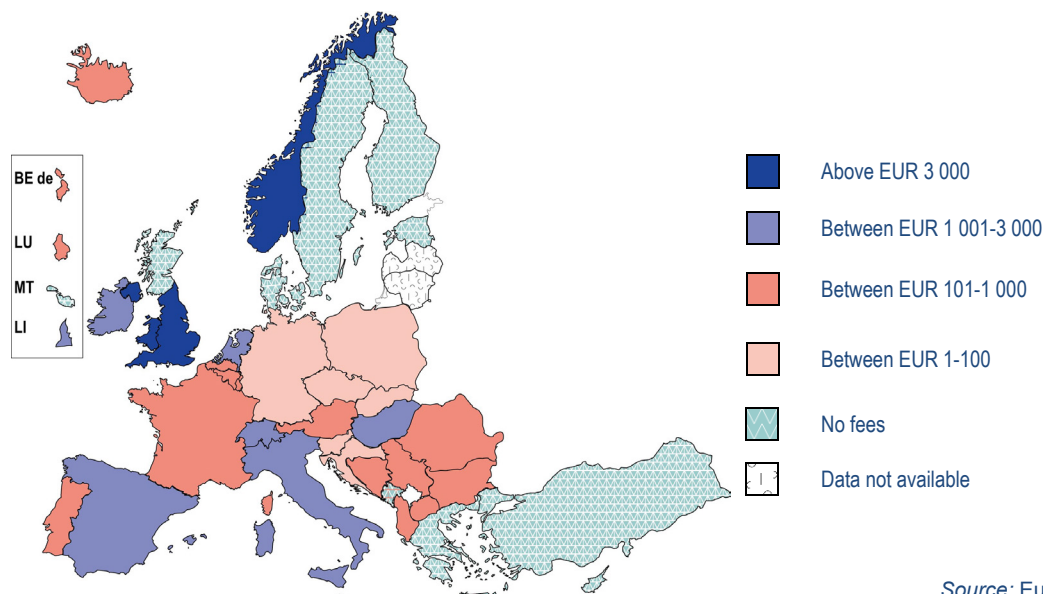 BE de
LU
MT
LI
Above EUR 3 000
Between EUR 1 001-3 000
Between EUR 101-1 000
Between EUR 1-100
No fees
Data not available
Source: Eu